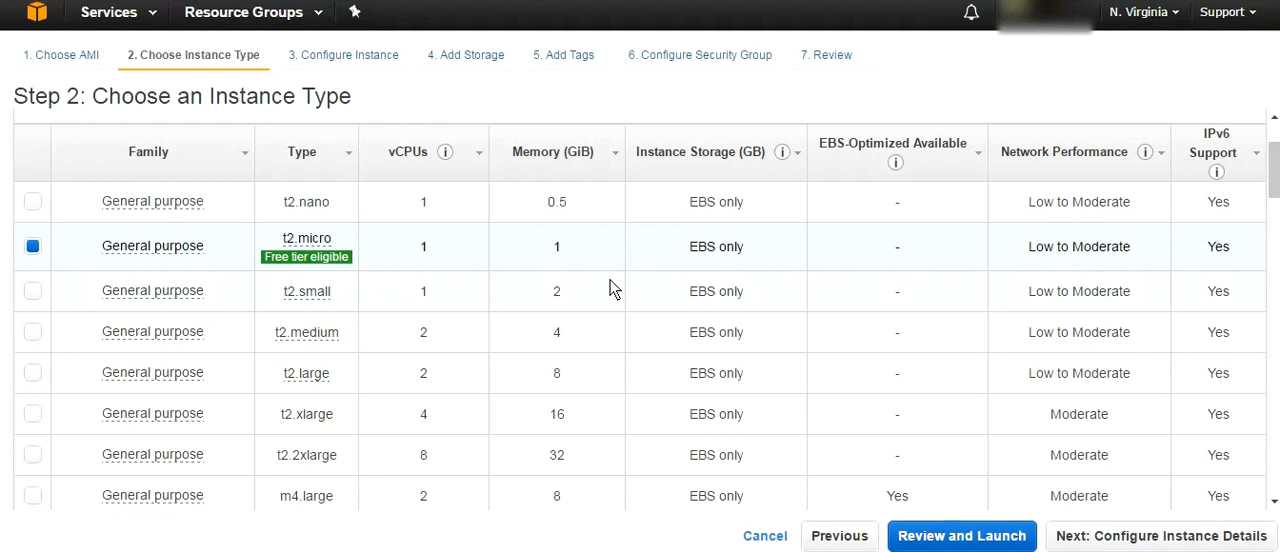 Services Resource Groups N. Virginia Support
1. Choose AMI 2. Choose Instance Type 3. Configure Instance 4. Add Storage 5. Add Tags 6. Configure Security Group 7. Review
Step 2: Choose an Instance Type
Family Type vCPUs Memory (GiB) Instance Storage (GB) EBS-Optimized Available Network Performance IPv6 Support
General purpose t2.nano 1 0.5 EBS only - Low to Moderate Yes
General purpose t2.micro Free tier eligible 1 1 EBS only - Low to Moderate Yes
General purpose t2.small 1 2 EBS only - Low to Moderate Yes
General purpose t2.medium 2 4 EBS only - Low to Moderate Yes
General purpose t2.large 2 8 EBS only - Low to Moderate Yes
General purpose t2.xlarge 4 16 EBS only - Moderate Yes
General purpose t2.2xlarge 8 32 EBS only - Moderate Yes
General purpose m4.large 2 8 EBS only Yes Moderate Yes
Cancel Previous Review and Launch Next: Configure Instance Details